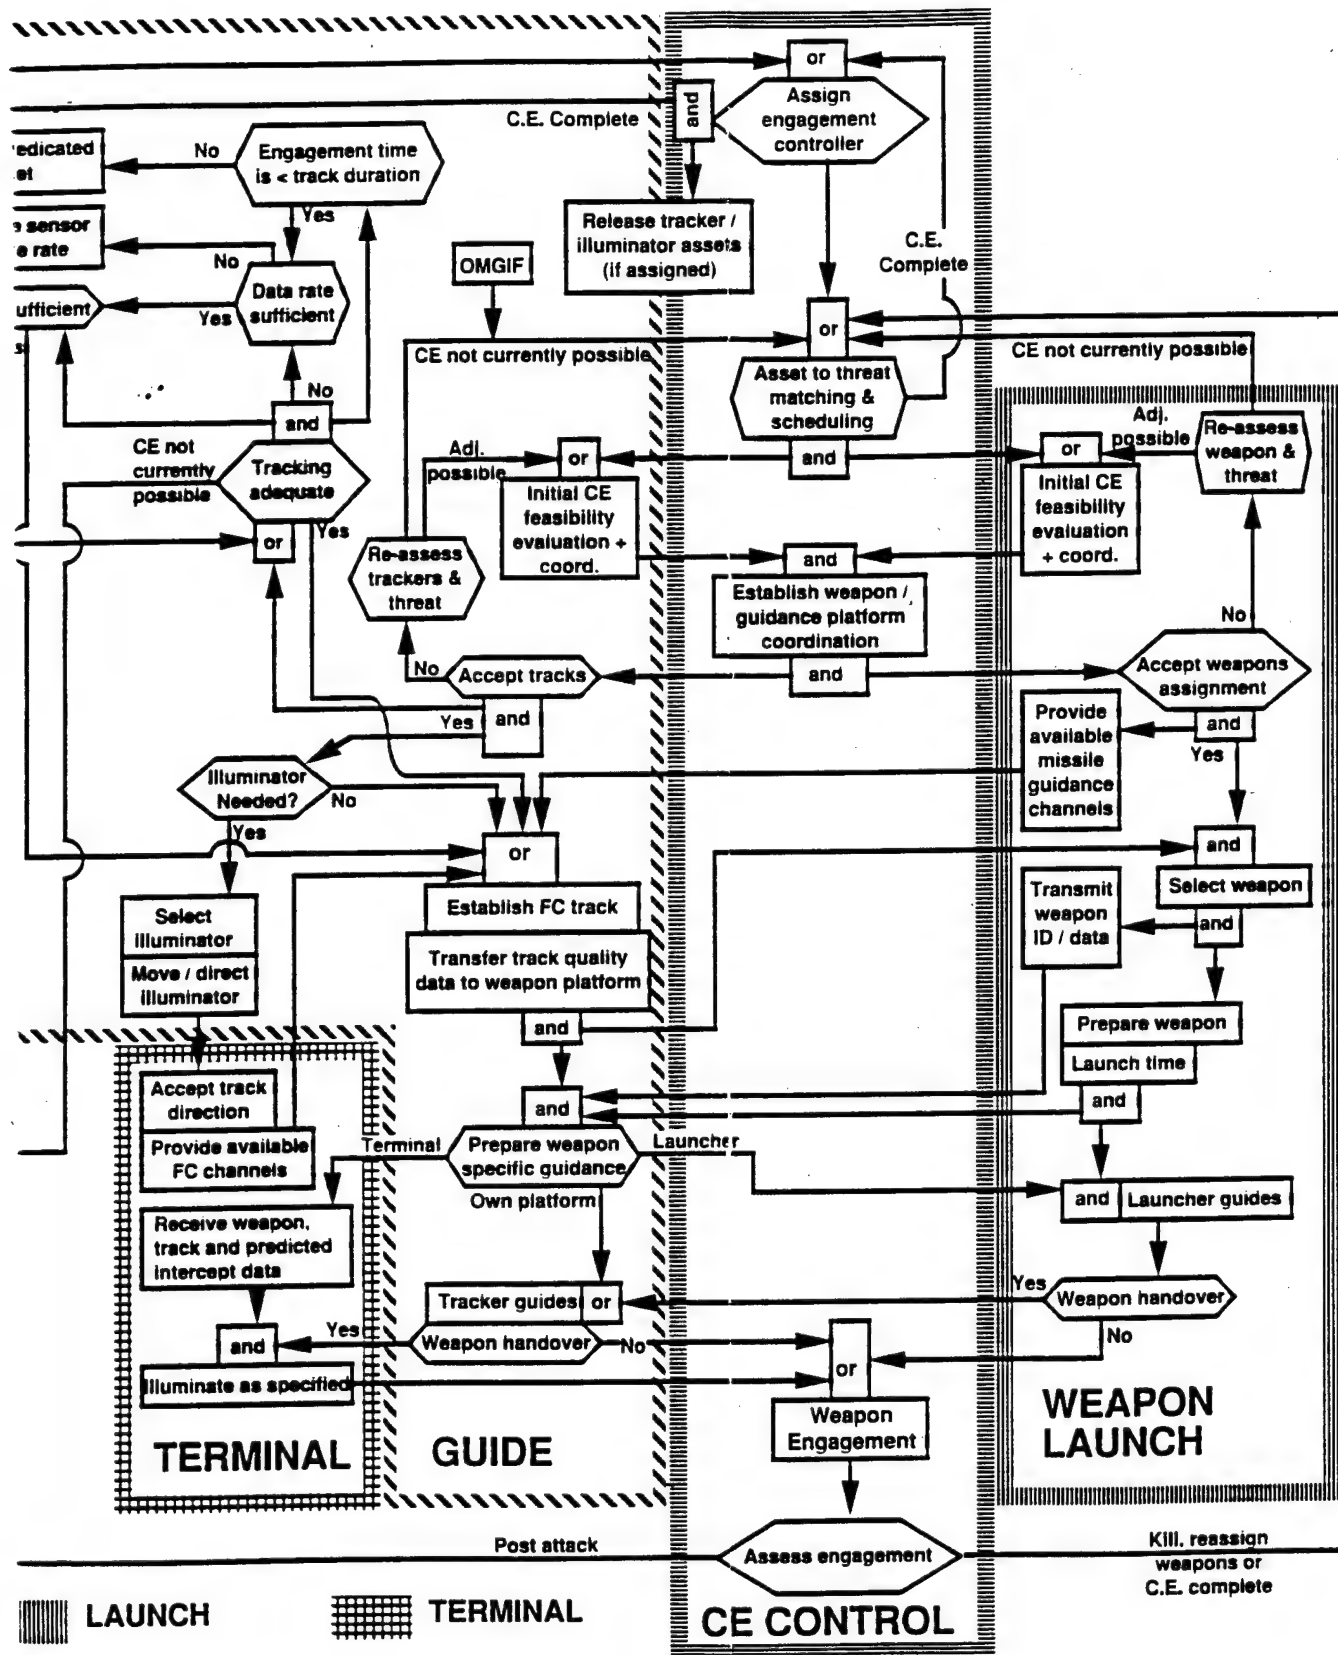 or
Assign
engagement
controller
and
C.E. Complete
edicated
et
No
Engagement time
is < track duration
Yes
Release tracker /
illuminator assets
(if assigned)
C.E.
Complete
sensor
e rate
No
OMGIF
Data rate
sufficient
Yes
ufficient
or
CE not currently possible
CE not currently possible
No
and
Asset to threat
matching &
scheduling
and
CE not
currently
possible
Tracking
adequate
Yes
or
Adj.
possible
or
Initial CE
feasibility
evaluation +
coord.
Adj.
possible
or
Initial CE
feasibility
evaluation
+ coord.
Re-assess
weapon &
threat
Re-assess
trackers &
threat
and
Establish weapon /
guidance platform
coordination
and
No
No
Accept tracks
Yes
and
Accept weapons
assignment
and
Yes
Provide
available
missile
guidance
channels
Illuminator
Needed?
No
Yes
or
Establish FC track
Transfer track quality
data to weapon platform
and
and
Select weapon
and
Transmit
weapon
ID / data
Select
illuminator
Move / direct
illuminator
Prepare weapon
Launch time
and
Accept track
direction
Provide available
FC channels
and
Terminal
Prepare weapon
specific guidance
Launcher
Own platform
and
Launcher guides
Receive weapon,
track and predicted
intercept data
Tracker guides
or
Yes
Weapon handover
No
Yes
Weapon handover
No
and
Illuminate as specified
or
Weapon
Engagement
TERMINAL
GUIDE
WEAPON
LAUNCH
Post attack
Assess engagement
Kill, reassign
weapons or
C.E. complete
LAUNCH
TERMINAL
CE CONTROL